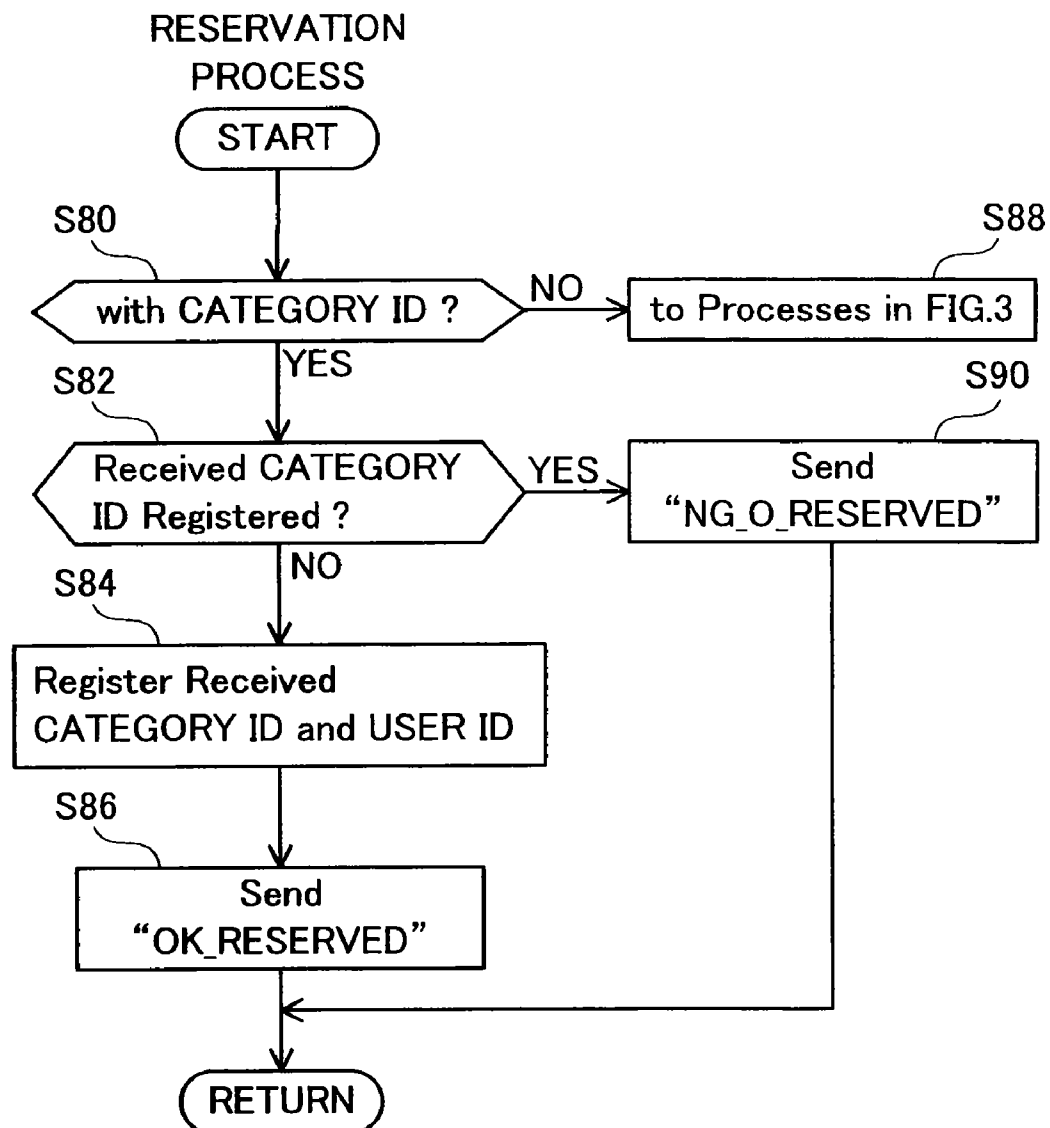 RESERVATION
PROCESS
START
S80
with CATEGORY ID ?
NO
S88
to Processes in FIG.3
YES
S82
Received CATEGORY
ID Registered ?
YES
S90
Send
“NG_O_RESERVED”
NO
S84
Register Received
CATEGORY ID and USER ID
S86
Send
“OK_RESERVED”
RETURN